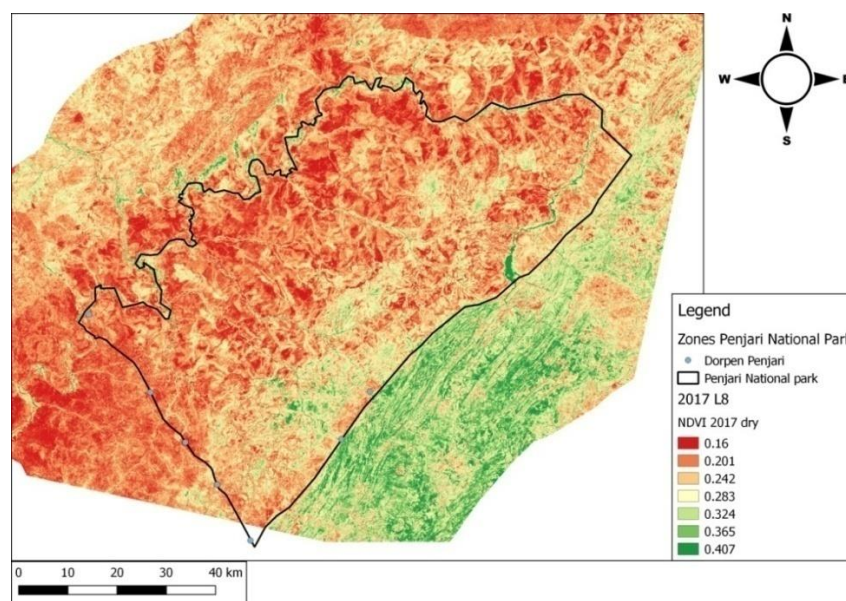 N
W
E
S
Legend
Zones Penjari National Park
Dorpen Penjari
Penjari National park
2017 L8
NDVI 2017 dry
0.16
0.201
0.242
0.283
0.324
0.365
0.407
0 10 20 30 40 km